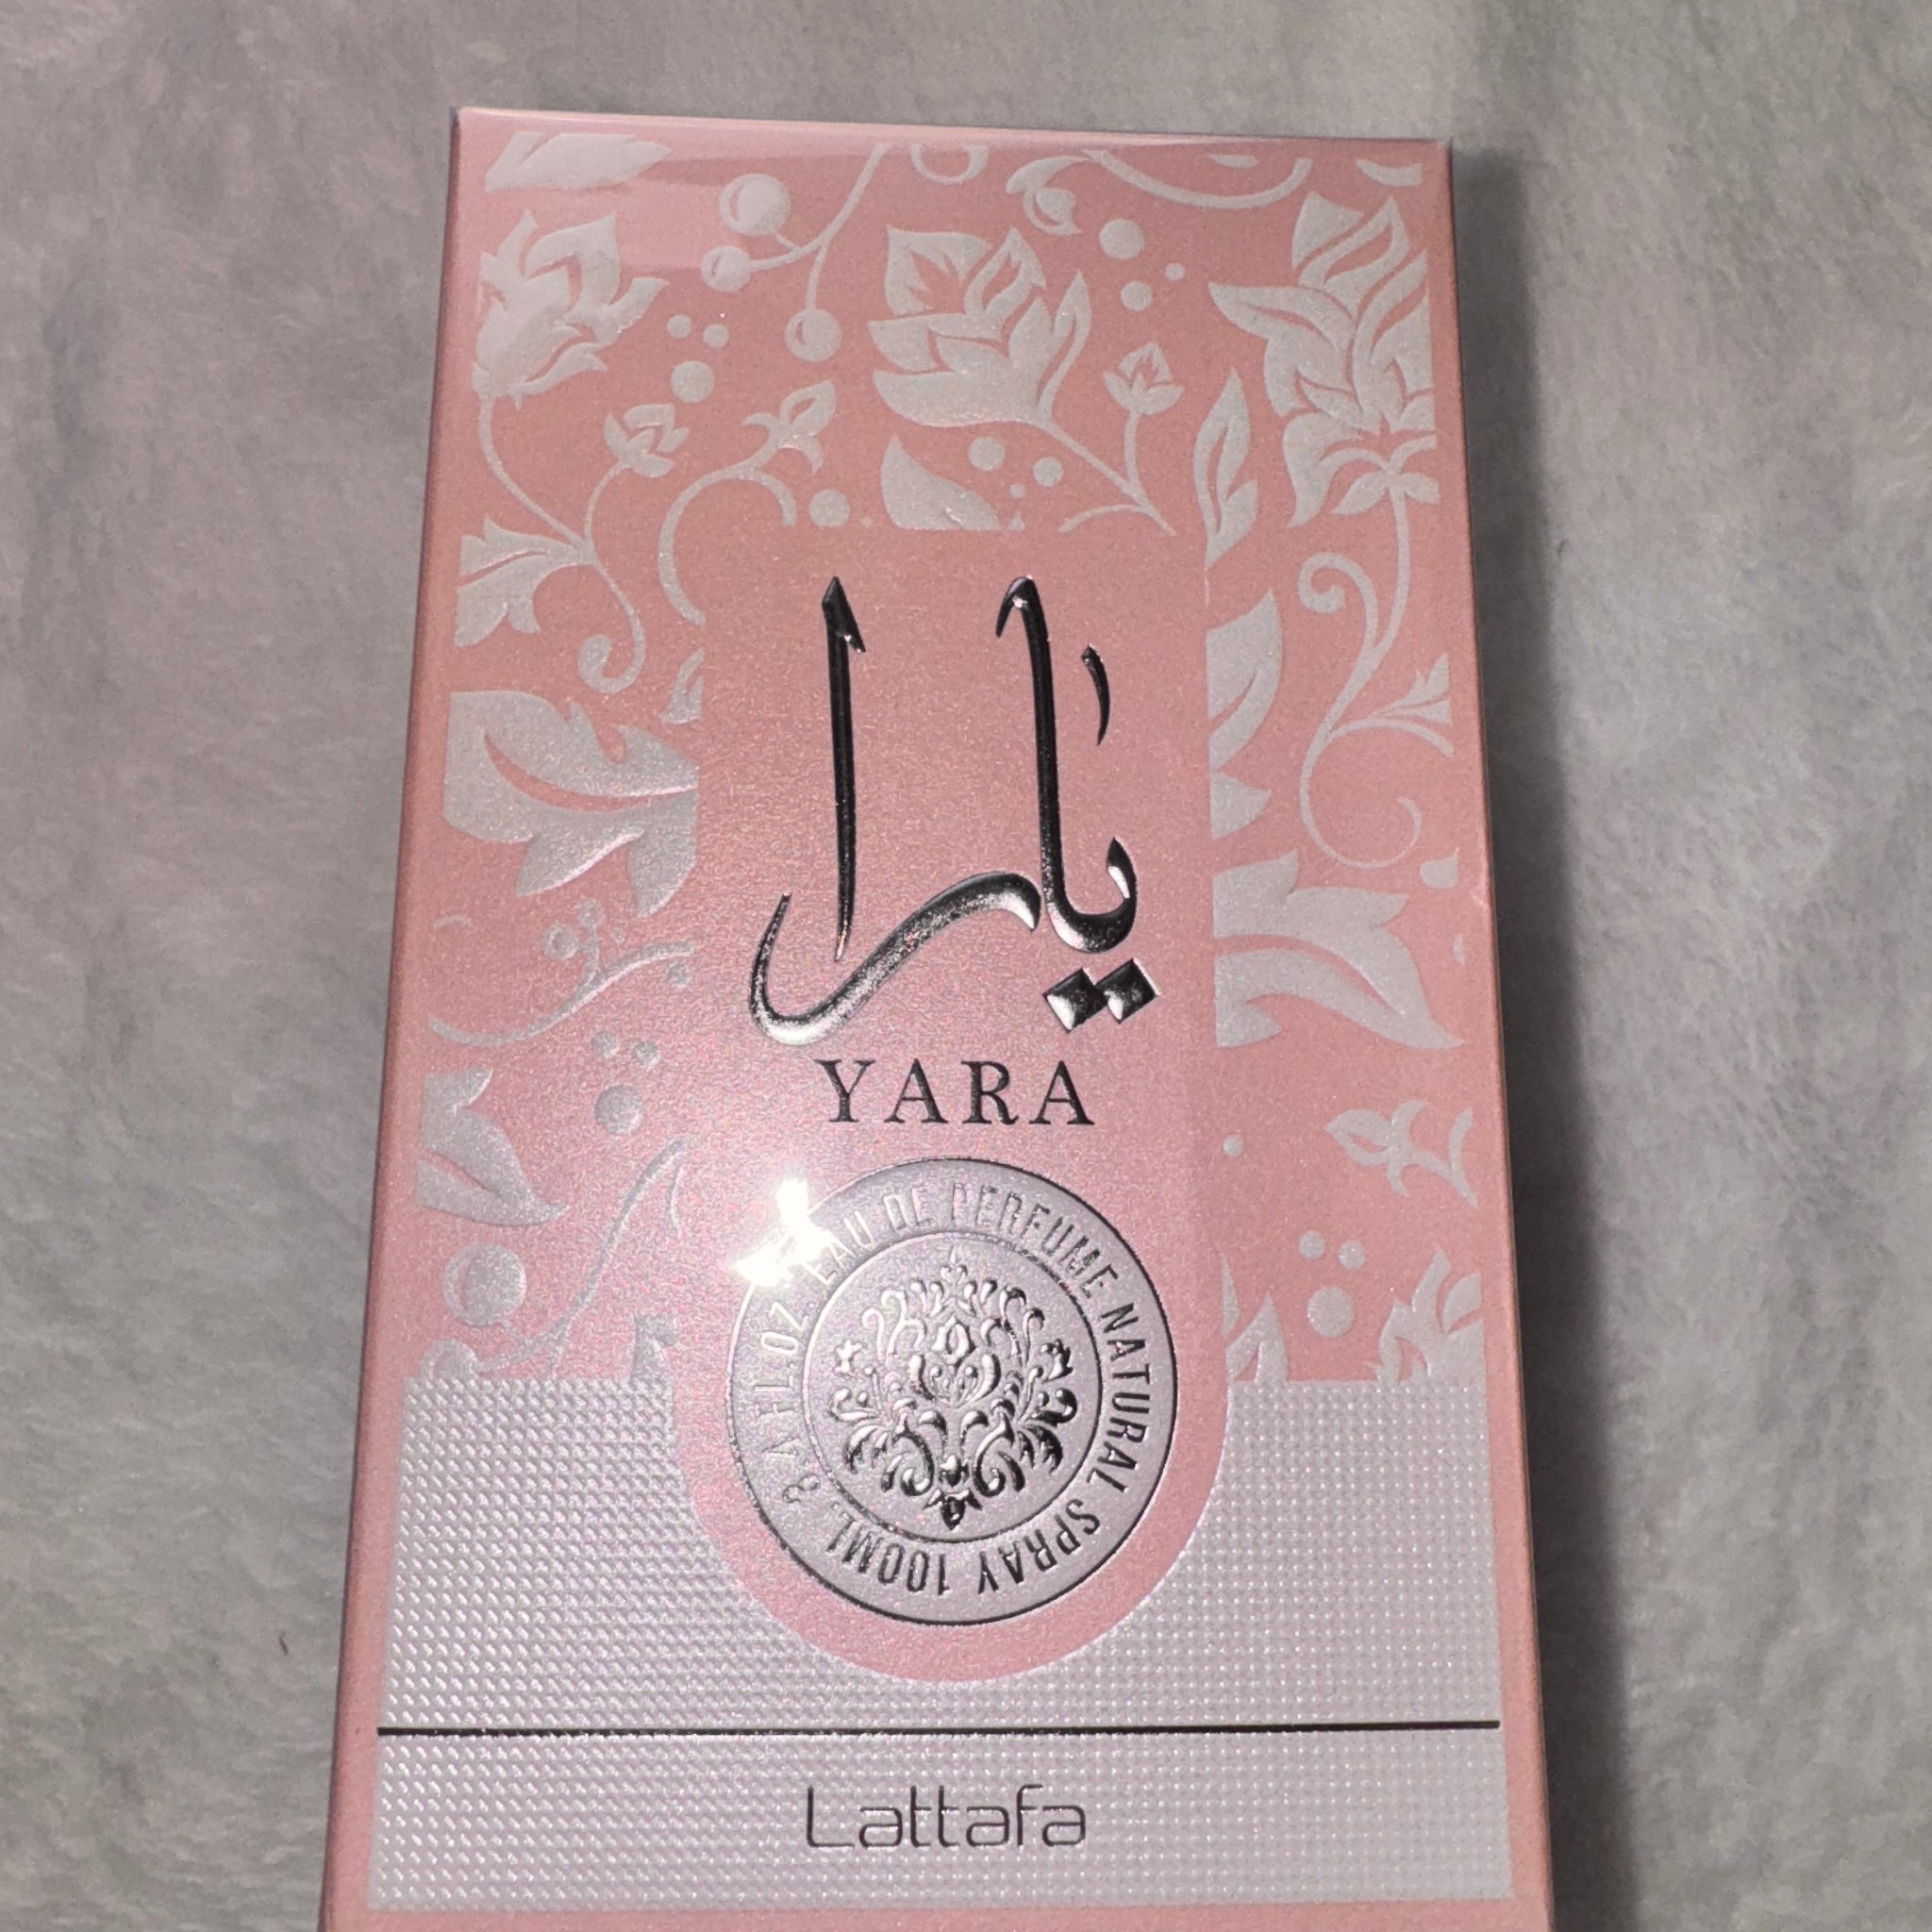 يارا
YARA
EAU DE PERFUME NATURAL SPRAY 100ML. 3.4 FL.OZ.
Lattafa